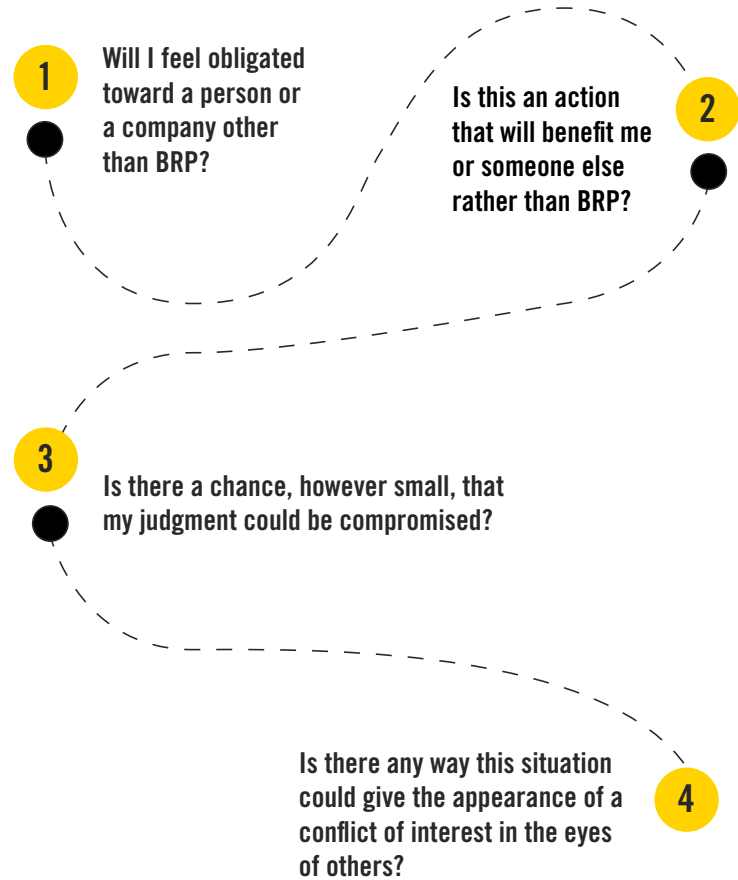 1
Will I feel obligated
toward a person or
a company other
than BRP?
2
Is this an action
that will benefit me
or someone else
rather than BRP?
3
Is there a chance, however small, that
my judgment could be compromised?
4
Is there any way this situation
could give the appearance of a
conflict of interest in the eyes
of others?